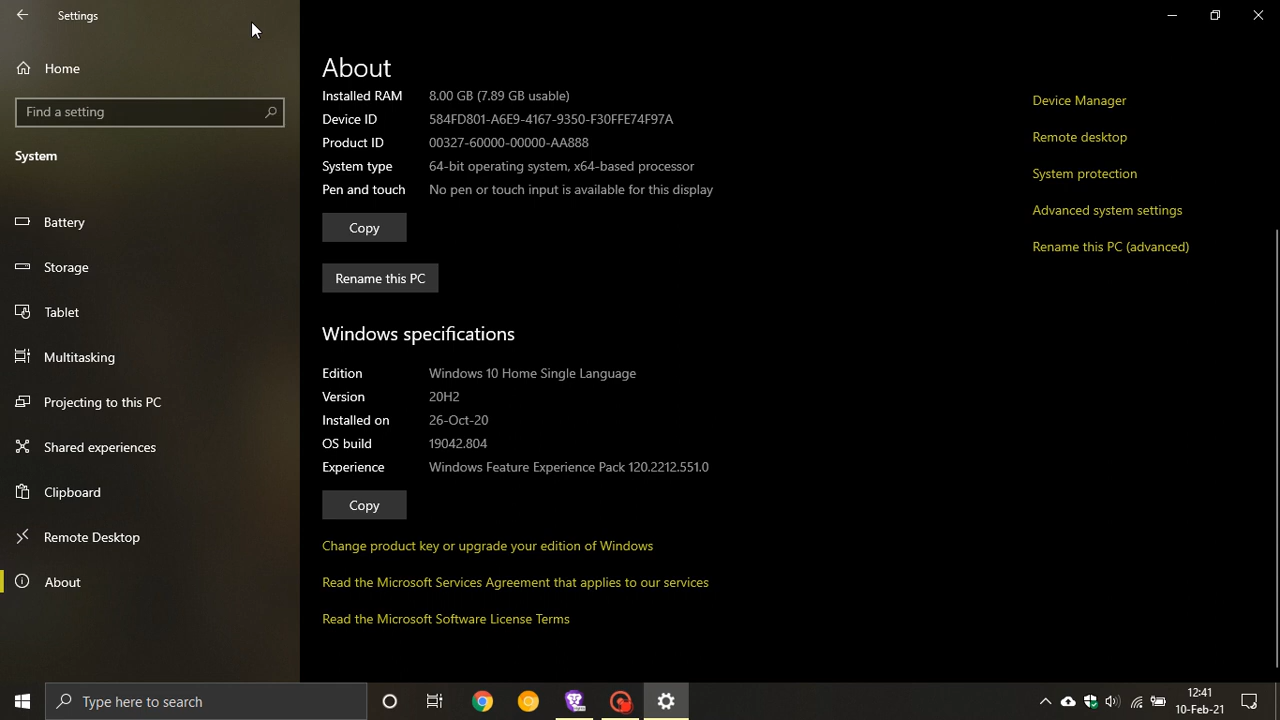 Settings
Home
Find a setting
System
Battery
Storage
Tablet
Multitasking
Projecting to this PC
Shared experiences
Clipboard
Remote Desktop
About
About
Installed RAM 8.00 GB (7.89 GB usable)
Device ID 584FD801-A6E9-4167-9350-F30FFE74F97A
Product ID 00327-60000-00000-AA888
System type 64-bit operating system, x64-based processor
Pen and touch No pen or touch input is available for this display
Copy
Rename this PC
Windows specifications
Edition Windows 10 Home Single Language
Version 20H2
Installed on 26-Oct-20
OS build 19042.804
Experience Windows Feature Experience Pack 120.2212.551.0
Copy
Change product key or upgrade your edition of Windows
Read the Microsoft Services Agreement that applies to our services
Read the Microsoft Software License Terms
Device Manager
Remote desktop
System protection
Advanced system settings
Rename this PC (advanced)
Type here to search
12:41
10-Feb-21